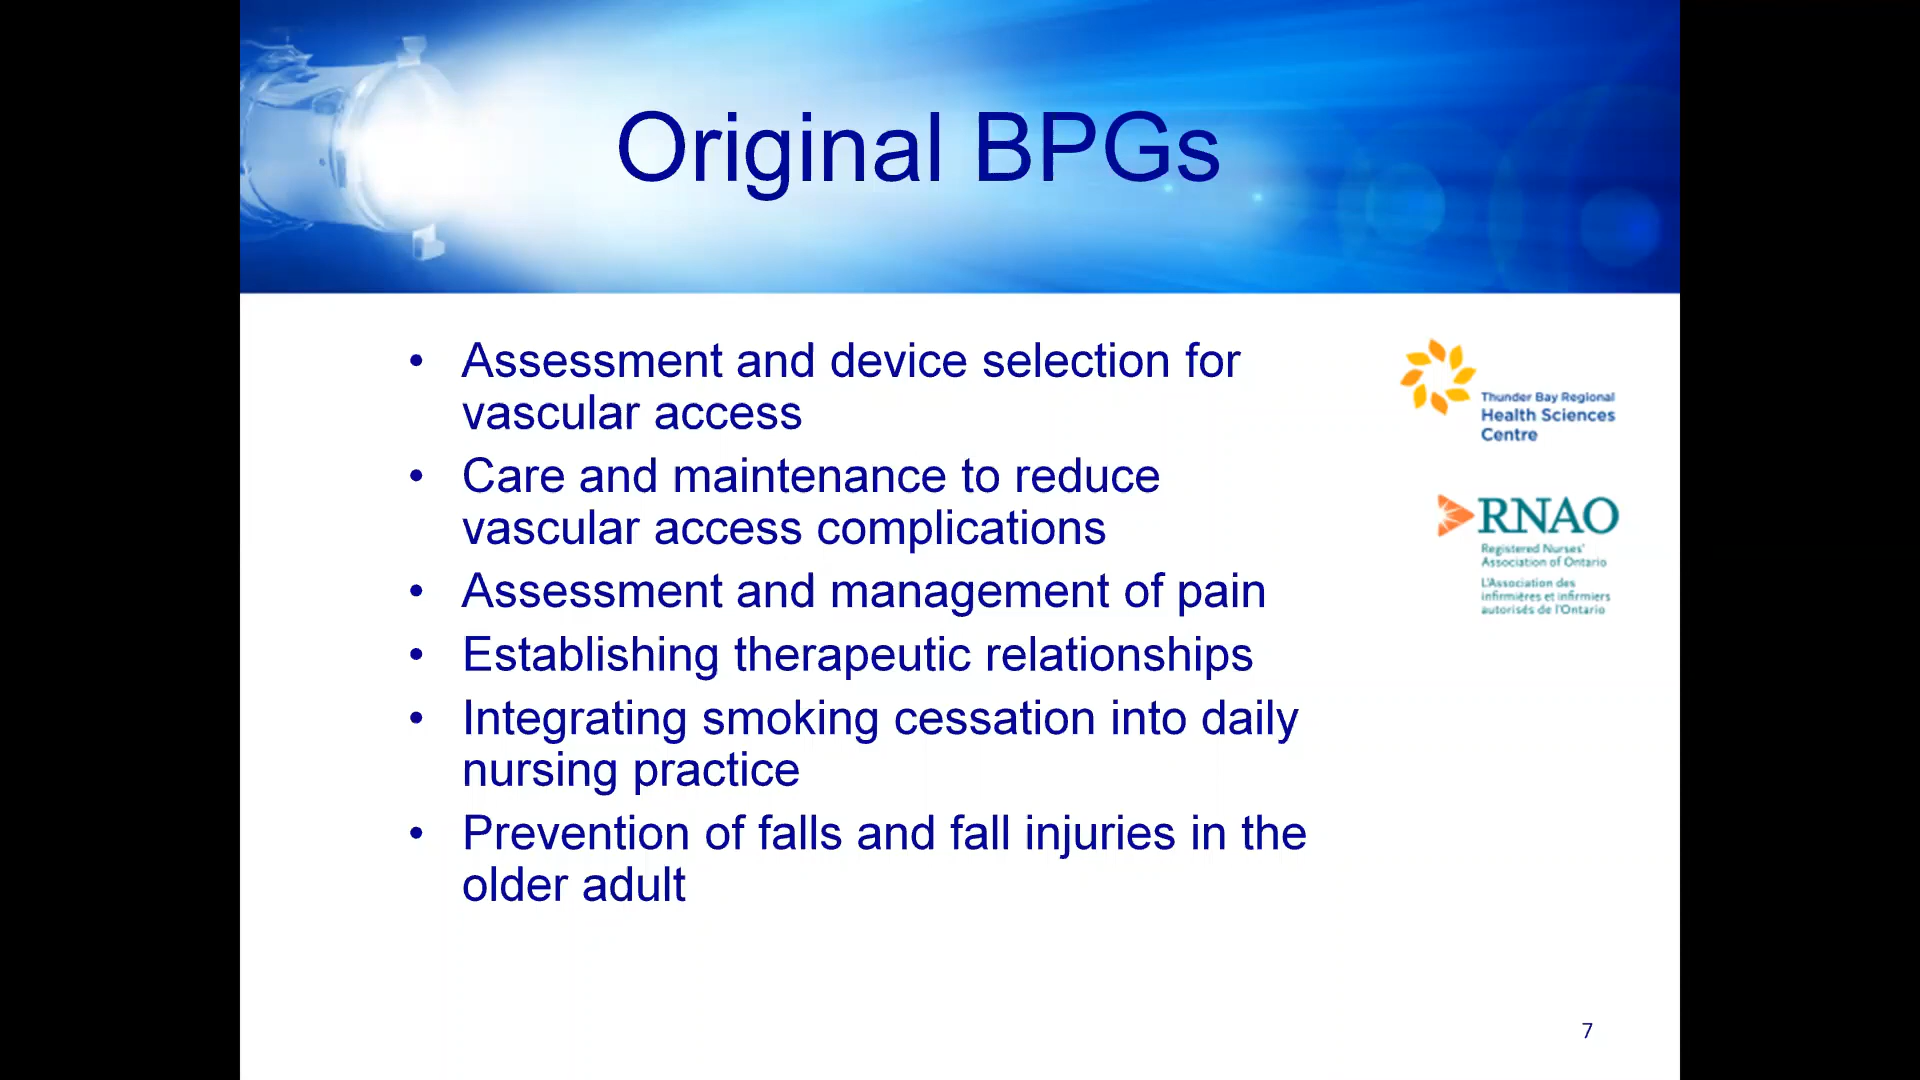 Original BPGs
• Assessment and device selection for
vascular access
• Care and maintenance to reduce
vascular access complications
• Assessment and management of pain
• Establishing therapeutic relationships
• Integrating smoking cessation into daily
nursing practice
• Prevention of falls and fall injuries in the
older adult
Thunder Bay Regional
Health Sciences
Centre
RNAO
Registered Nurses'
Association of Ontario
L'Association des
infirmières et infirmiers
autorisés de l'Ontario
7